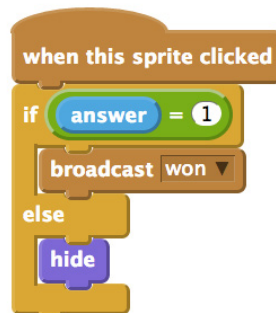 when this sprite clicked
if answer = 1
broadcast won
else
hide